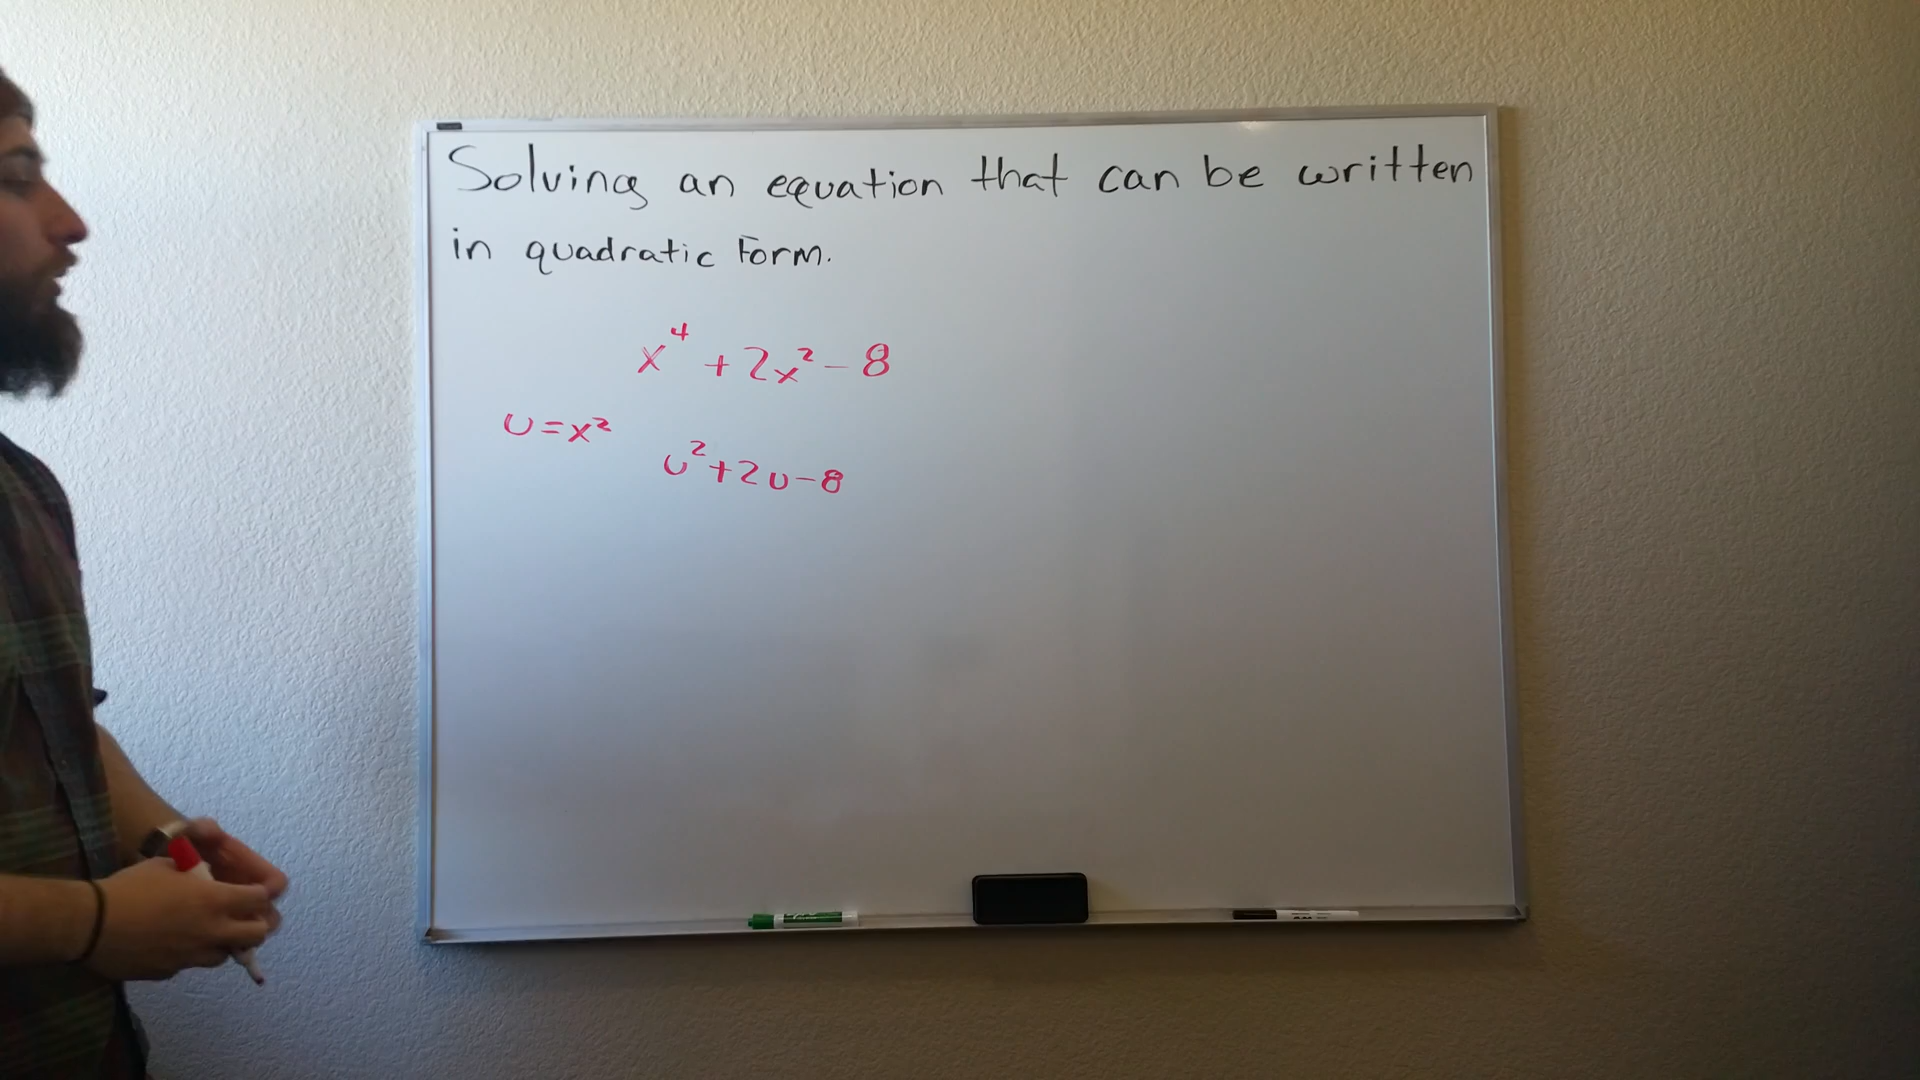 Solving an equation that can be written
in quadratic Form.
x⁴ + 2x² - 8
U=x²
u²+2u-8